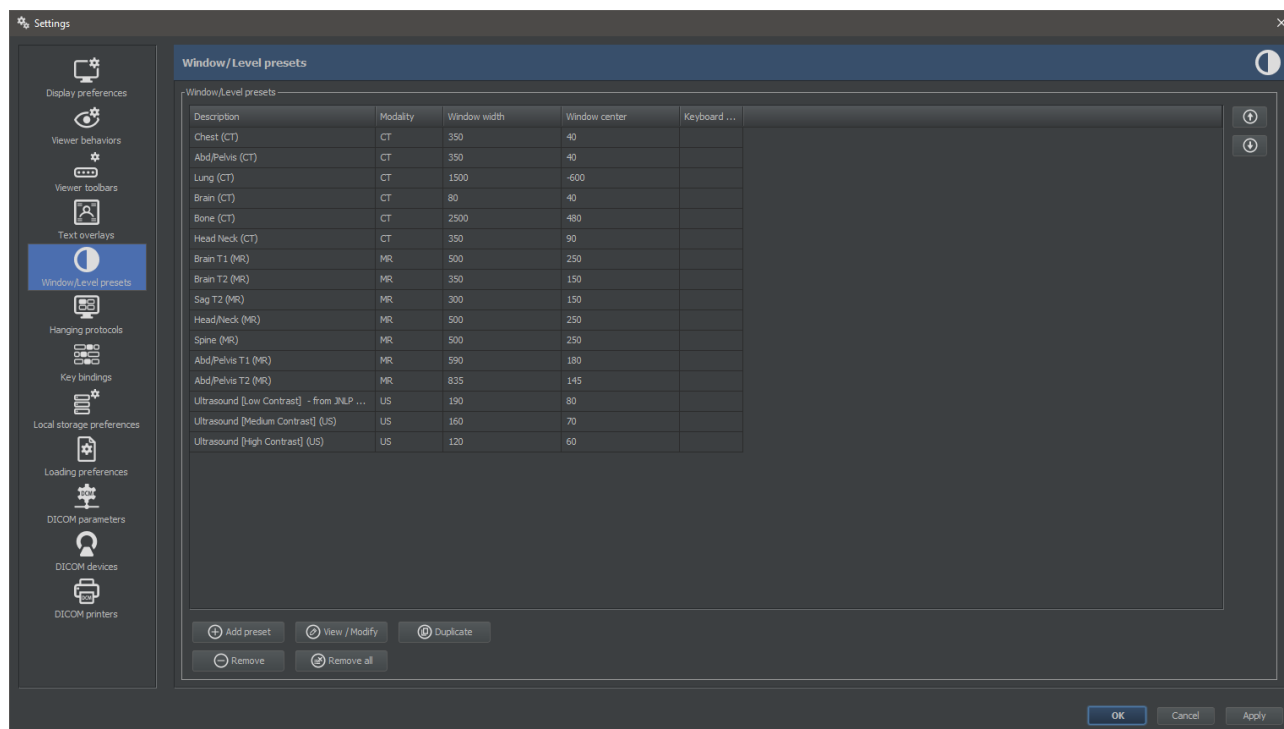 Settings
Display preferences
Viewer behaviors
Viewer toolbars
Text overlays
Window/Level presets
Hanging protocols
Key bindings
Local storage preferences
Loading preferences
DICOM parameters
DICOM devices
DICOM printers
Window/Level presets
Window/Level presets
Description Modality Window width Window center Keyboard ...
Chest (CT) CT 350 40
Abd/Pelvis (CT) CT 350 40
Lung (CT) CT 1500 -600
Brain (CT) CT 80 40
Bone (CT) CT 2500 480
Head Neck (CT) CT 350 90
Brain T1 (MR) MR 500 250
Brain T2 (MR) MR 350 150
Sag T2 (MR) MR 300 150
Head/Neck (MR) MR 500 250
Spine (MR) MR 500 250
Abd/Pelvis T1 (MR) MR 590 180
Abd/Pelvis T2 (MR) MR 835 145
Ultrasound [Low Contrast] - from JNLP ... US 190 80
Ultrasound [Medium Contrast] (US) US 160 70
Ultrasound [High Contrast] (US) US 120 60
Add preset View / Modify Duplicate
Remove Remove all
OK Cancel Apply